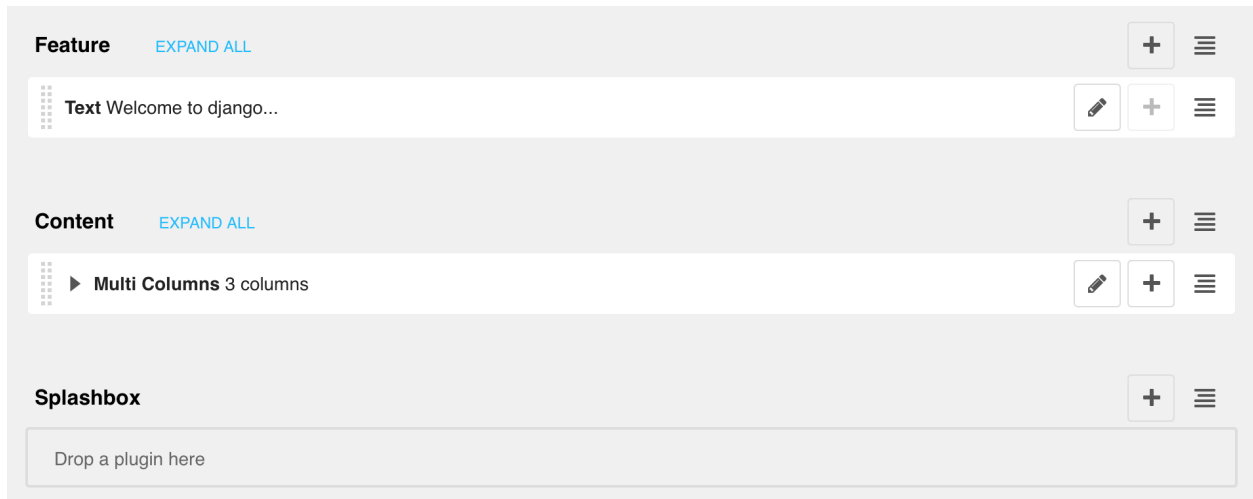 Feature EXPAND ALL
Text Welcome to django...
Content EXPAND ALL
Multi Columns 3 columns
Splashbox
Drop a plugin here